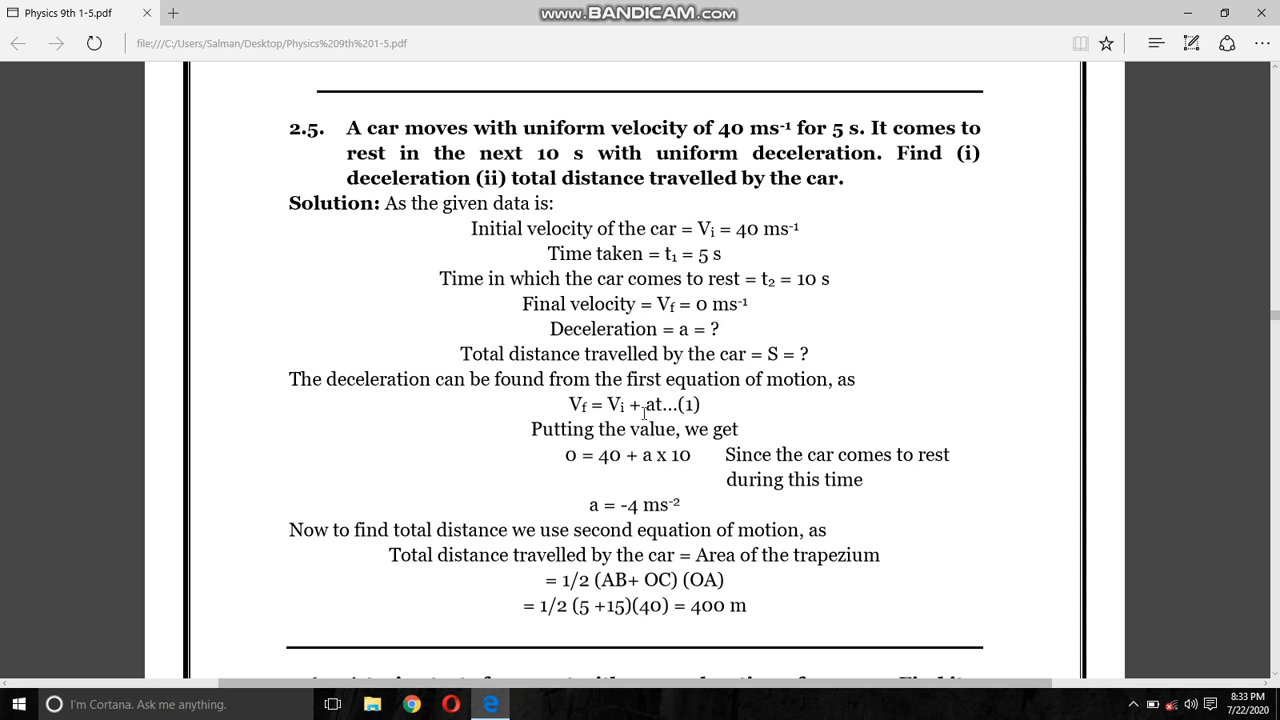 Physics 9th 1-5.pdf
www.BANDICAM.com
file:///C:/Users/Salman/Desktop/Physics%209th%201-5.pdf
2.5. A car moves with uniform velocity of 40 ms-1 for 5 s. It comes to
rest in the next 10 s with uniform deceleration. Find (i)
deceleration (ii) total distance travelled by the car.
Solution: As the given data is:
Initial velocity of the car = Vi = 40 ms-1
Time taken = t1 = 5 s
Time in which the car comes to rest = t2 = 10 s
Final velocity = Vf = 0 ms-1
Deceleration = a = ?
Total distance travelled by the car = S = ?
The deceleration can be found from the first equation of motion, as
Vf = Vi + at...(1)
Putting the value, we get
0 = 40 + a x 10 Since the car comes to rest
during this time
a = -4 ms-2
Now to find total distance we use second equation of motion, as
Total distance travelled by the car = Area of the trapezium
= 1/2 (AB+ OC) (OA)
= 1/2 (5 +15)(40) = 400 m
I'm Cortana. Ask me anything.
8:33 PM
7/22/2020